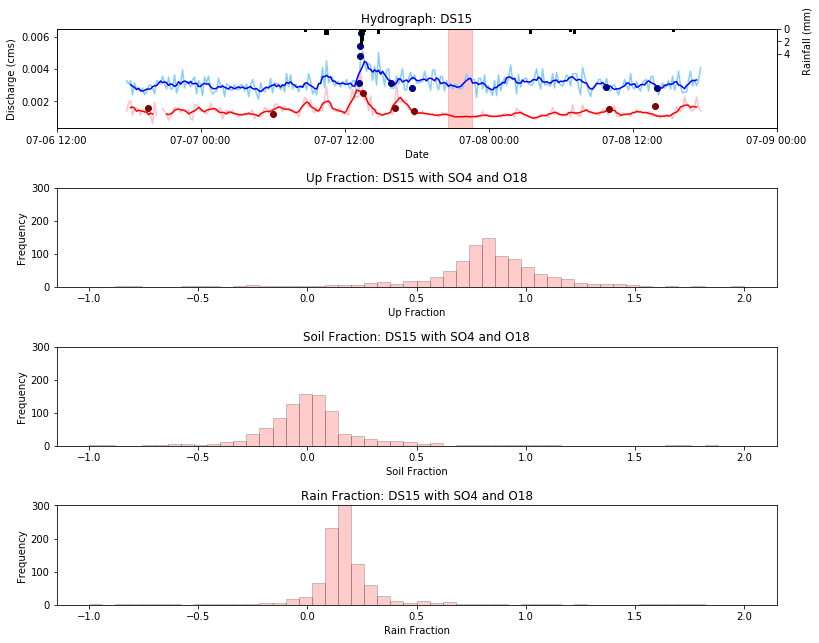 Hydrograph: DS15
0.006
0.004
0.002
Discharge (cms)
0
2
4
Rainfall (mm)
07-06 12:00 07-07 00:00 07-07 12:00 07-08 00:00 07-08 12:00 07-09 00:00
Date
Up Fraction: DS15 with SO4 and O18
300
200
100
0
Frequency
−1.0 −0.5 0.0 0.5 1.0 1.5 2.0
Up Fraction
Soil Fraction: DS15 with SO4 and O18
300
200
100
0
Frequency
−1.0 −0.5 0.0 0.5 1.0 1.5 2.0
Soil Fraction
Rain Fraction: DS15 with SO4 and O18
300
200
100
0
Frequency
−1.0 −0.5 0.0 0.5 1.0 1.5 2.0
Rain Fraction